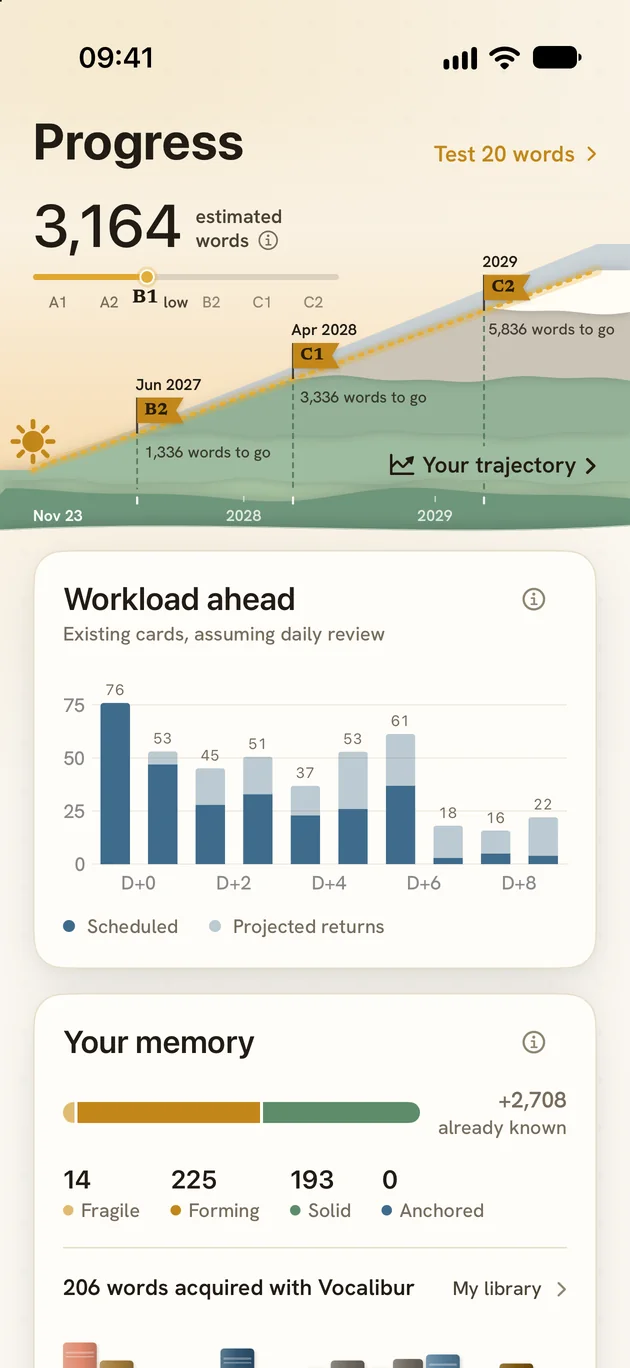 09:41
Progress
Test 20 words
3,164 estimated words
A1 A2 B1 low B2 C1 C2
2029
C2
5,836 words to go
Apr 2028
C1
3,336 words to go
Jun 2027
B2
1,336 words to go
Your trajectory
Nov 23 2028 2029
Workload ahead
Existing cards, assuming daily review
75
50
25
0
76 53 45 51 37 53 61 18 16 22
D+0 D+2 D+4 D+6 D+8
Scheduled Projected returns
Your memory
+2,708
already known
14 225 193 0
Fragile Forming Solid Anchored
206 words acquired with Vocalibur My library